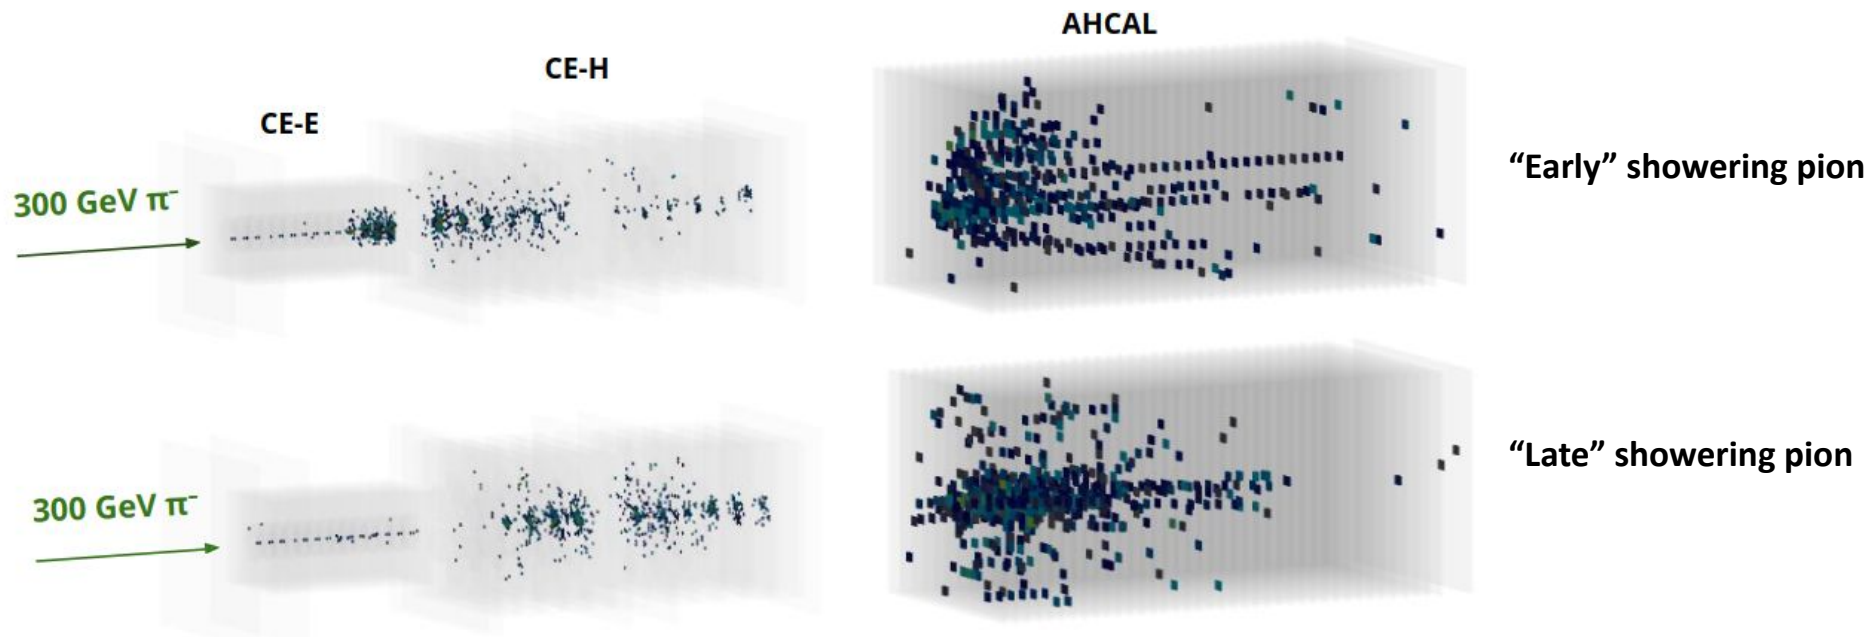 AHCAL
CE-H
CE-E
300 GeV π⁻
“Early” showering pion
300 GeV π⁻
“Late” showering pion